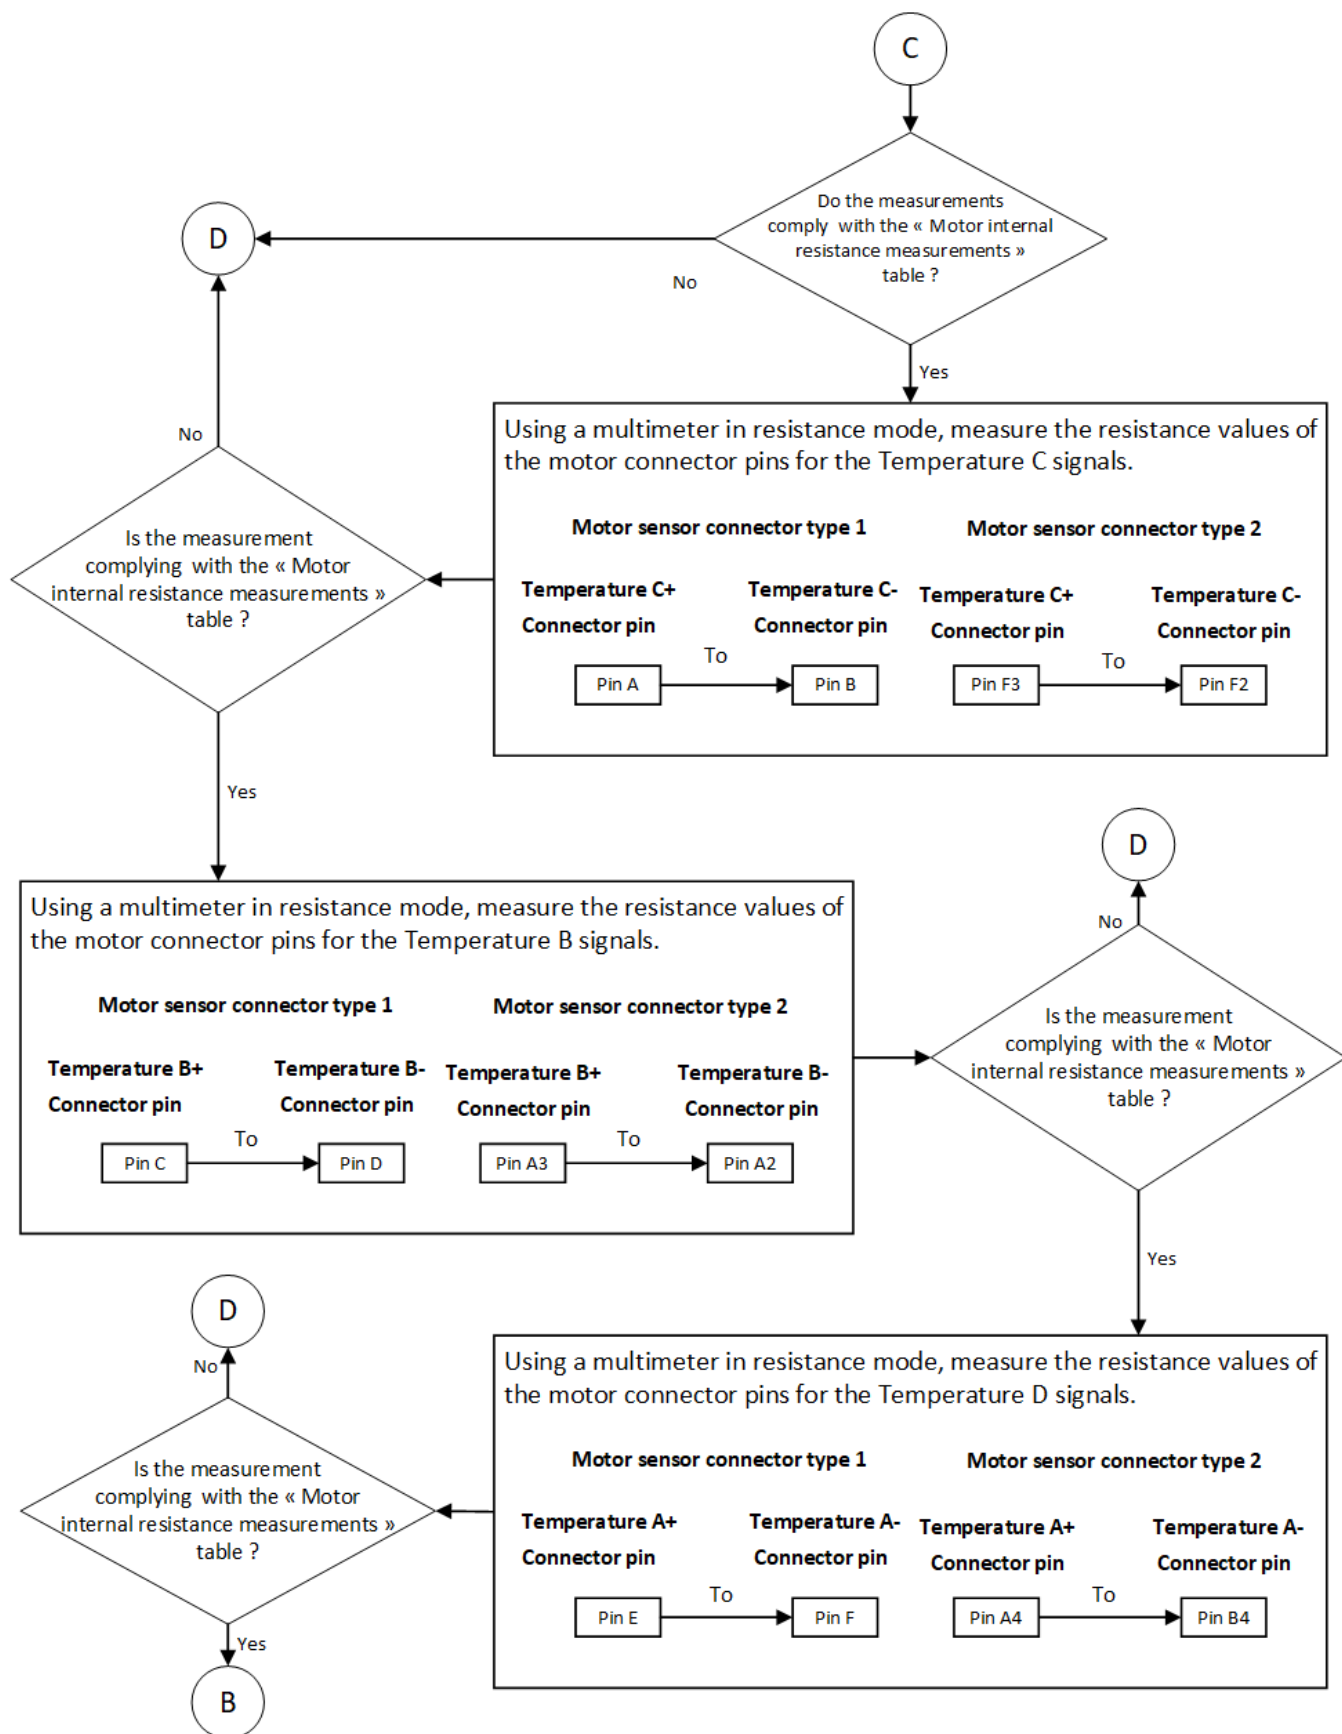 C
Do the measurements
comply with the « Motor internal
resistance measurements »
table ?
D
No
Yes
Using a multimeter in resistance mode, measure the resistance values of
the motor connector pins for the Temperature C signals.
Motor sensor connector type 1
Motor sensor connector type 2
Temperature C+
Connector pin
Temperature C-
Connector pin
Temperature C+
Connector pin
Temperature C-
Connector pin
Pin A
To
Pin B
Pin F3
To
Pin F2
No
Is the measurement
complying with the « Motor
internal resistance measurements »
table ?
Yes
Using a multimeter in resistance mode, measure the resistance values of
the motor connector pins for the Temperature B signals.
Motor sensor connector type 1
Motor sensor connector type 2
Temperature B+
Connector pin
Temperature B-
Connector pin
Temperature B+
Connector pin
Temperature B-
Connector pin
Pin C
To
Pin D
Pin A3
To
Pin A2
D
No
Is the measurement
complying with the « Motor
internal resistance measurements »
table ?
Yes
Using a multimeter in resistance mode, measure the resistance values of
the motor connector pins for the Temperature D signals.
Motor sensor connector type 1
Motor sensor connector type 2
Temperature A+
Connector pin
Temperature A-
Connector pin
Temperature A+
Connector pin
Temperature A-
Connector pin
Pin E
To
Pin F
Pin A4
To
Pin B4
D
No
Is the measurement
complying with the « Motor
internal resistance measurements »
table ?
Yes
B